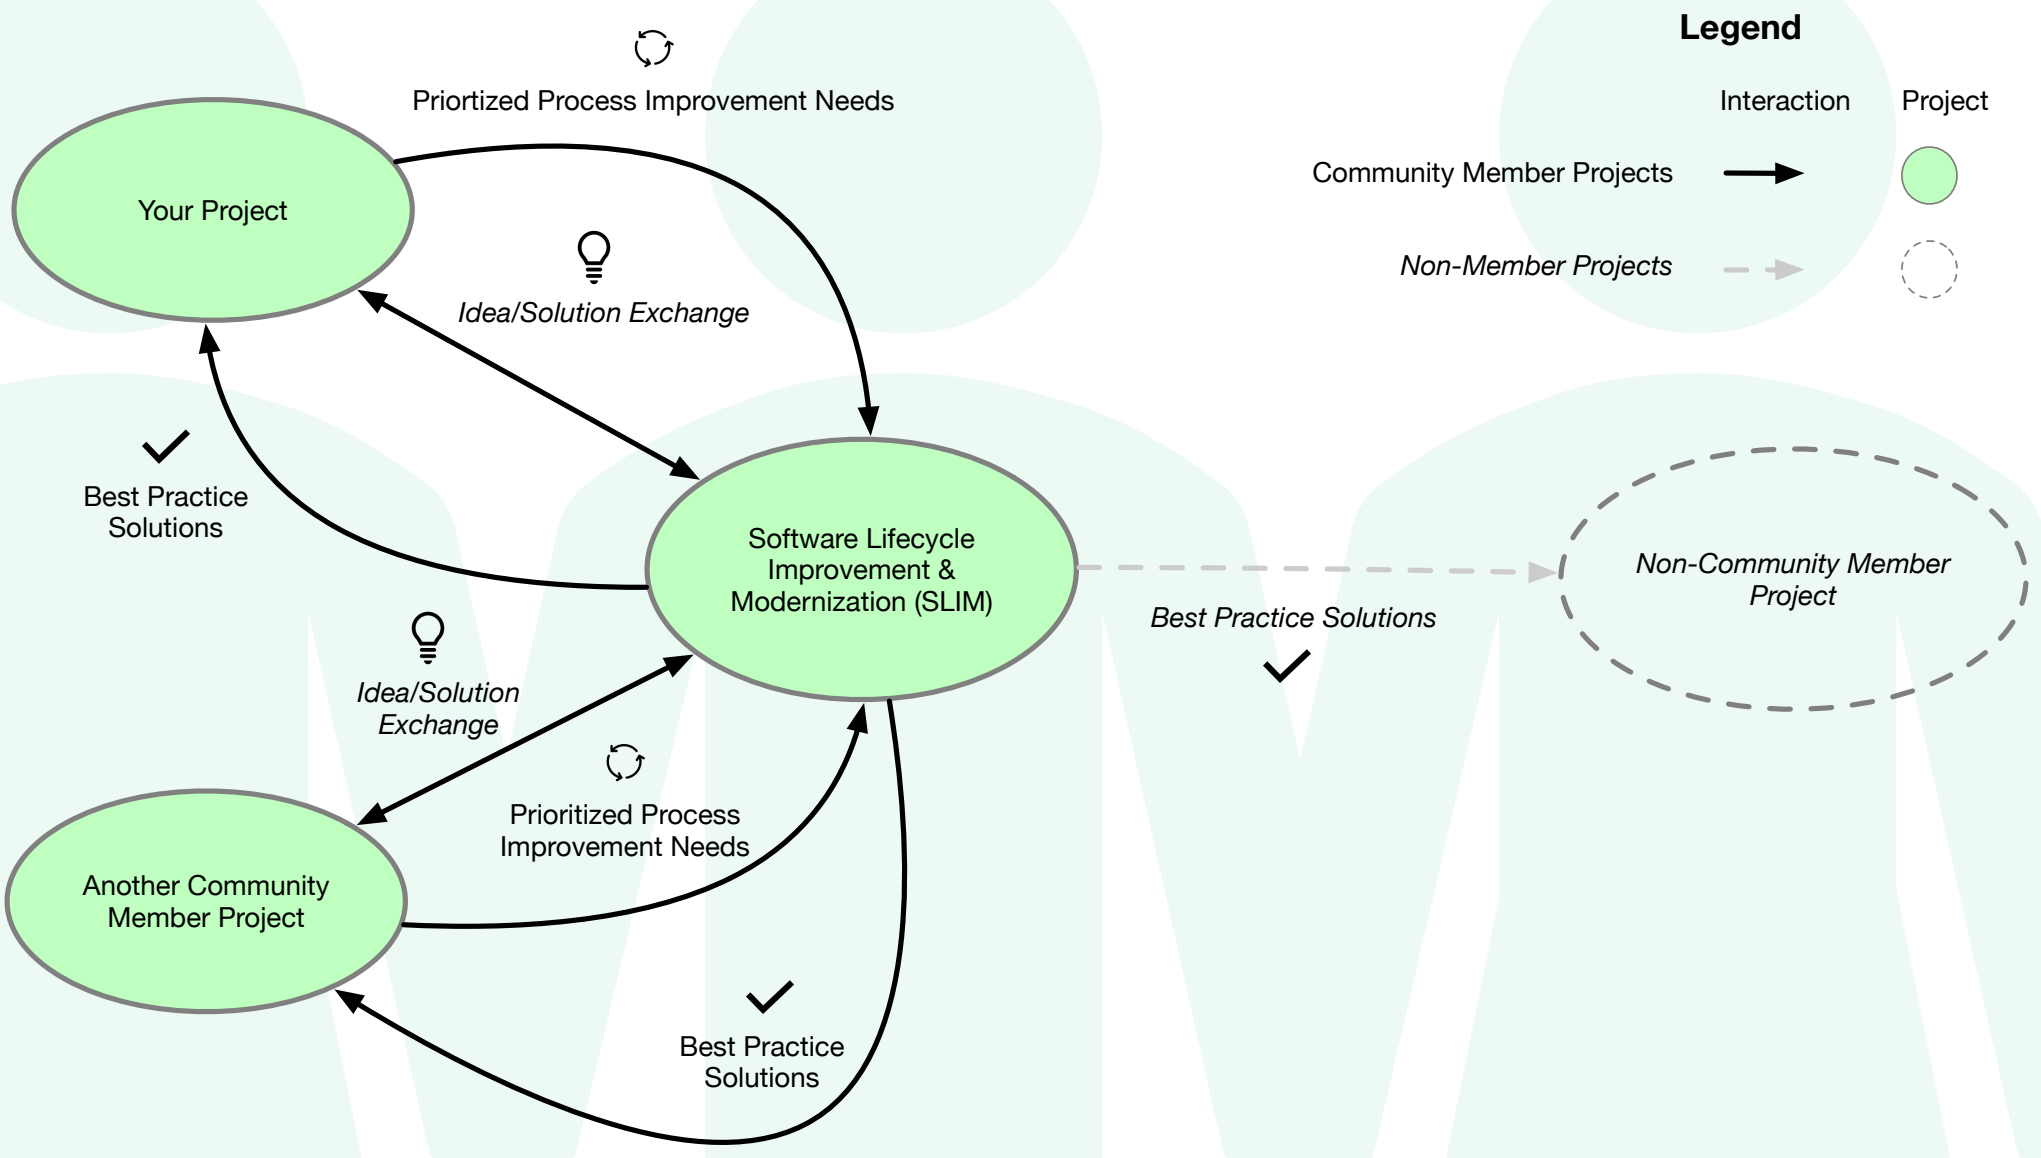 Legend
Interaction Project
Community Member Projects
Non-Member Projects
Priortized Process Improvement Needs
Your Project
Idea/Solution Exchange
Best Practice
Solutions
Software Lifecycle
Improvement &
Modernization (SLIM)
Non-Community Member
Project
Best Practice Solutions
Idea/Solution
Exchange
Prioritized Process
Improvement Needs
Another Community
Member Project
Best Practice
Solutions